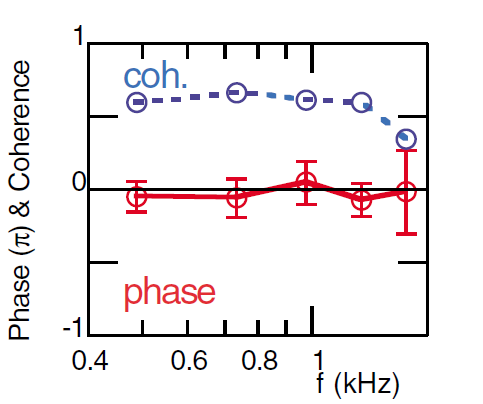 1
coh.
0
phase
-1
0.4 0.6 0.8 1
f (kHz)
Phase (π) & Coherence